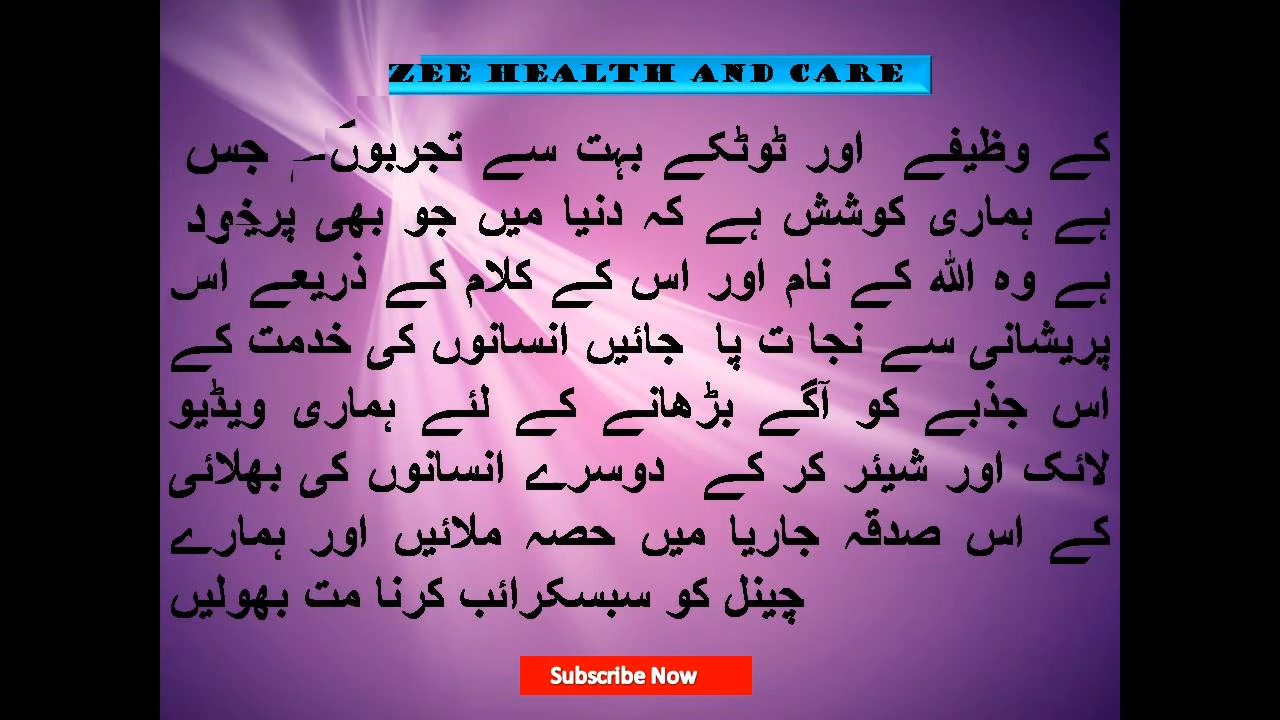 ZEE HEALTH AND CARE
کے وظیفے اور ٹوٹکے بہت سے تجربوں جس
ہے ہماری کوشش ہے کہ دنیا میں جو بھی پر
ہے وہ اللہ کے نام اور اس کے کلام کے ذریعے اس
پریشانی سے نجا ت پا جائیں انسانوں کی خدمت کے
اس جذبے کو آگے بڑھانے کے لئے ہماری ویڈیو
لائک اور شیئر کر کے دوسرے انسانوں کی بھلائی
کے اس صدقہ جاریا میں حصہ ملائیں اور ہمارے
چینل کو سبسکرائب کرنا مت بھولیں
Subscribe Now